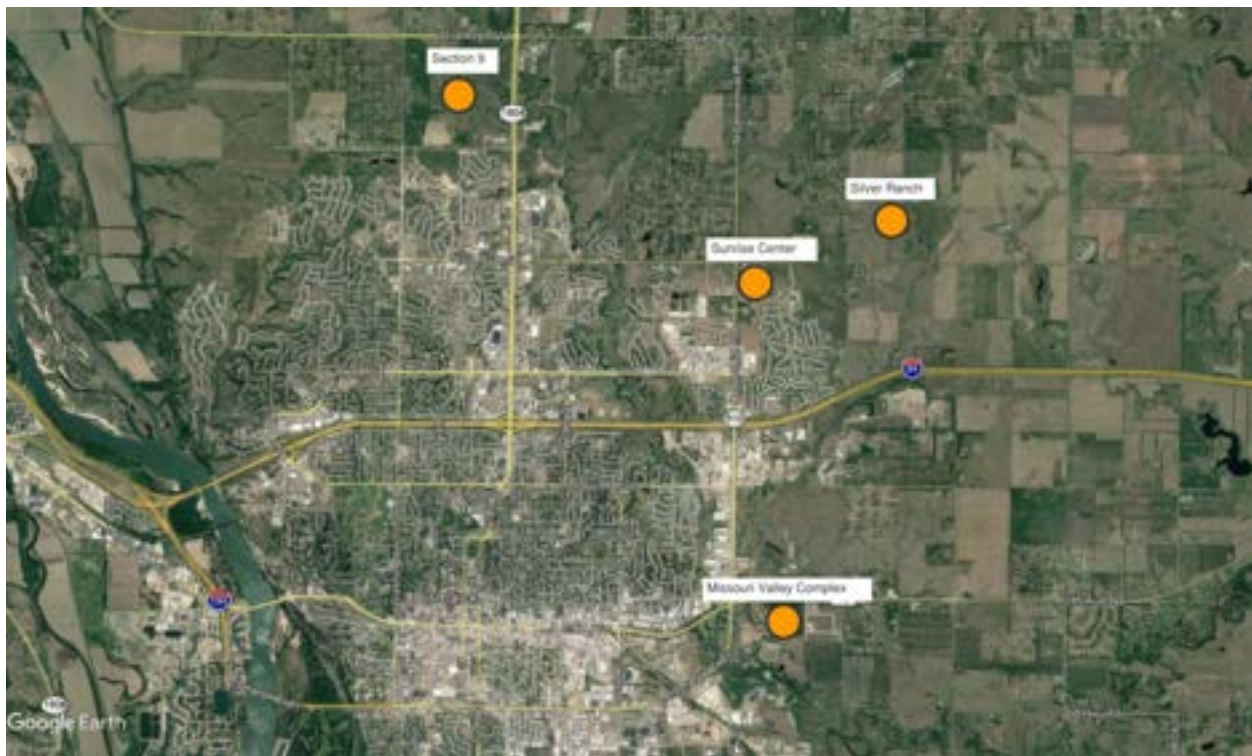 Section 9
Silver Ranch
Sunrise Center
Missouri Valley Complex
Google Earth